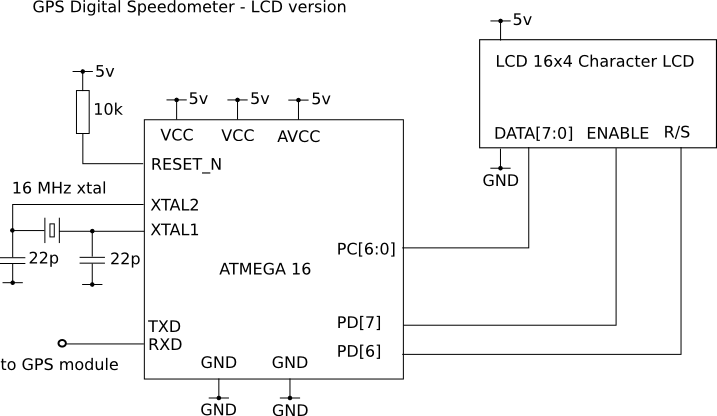 GPS Digital Speedometer - LCD version
5v
5v
LCD 16x4 Character LCD
10k
5v
5v
5v
VCC
VCC
AVCC
DATA[7:0]
ENABLE
R/S
RESET_N
GND
16 MHz xtal
XTAL2
XTAL1
22p
22p
PC[6:0]
ATMEGA 16
TXD
PD[7]
RXD
PD[6]
to GPS module
GND
GND
GND
GND